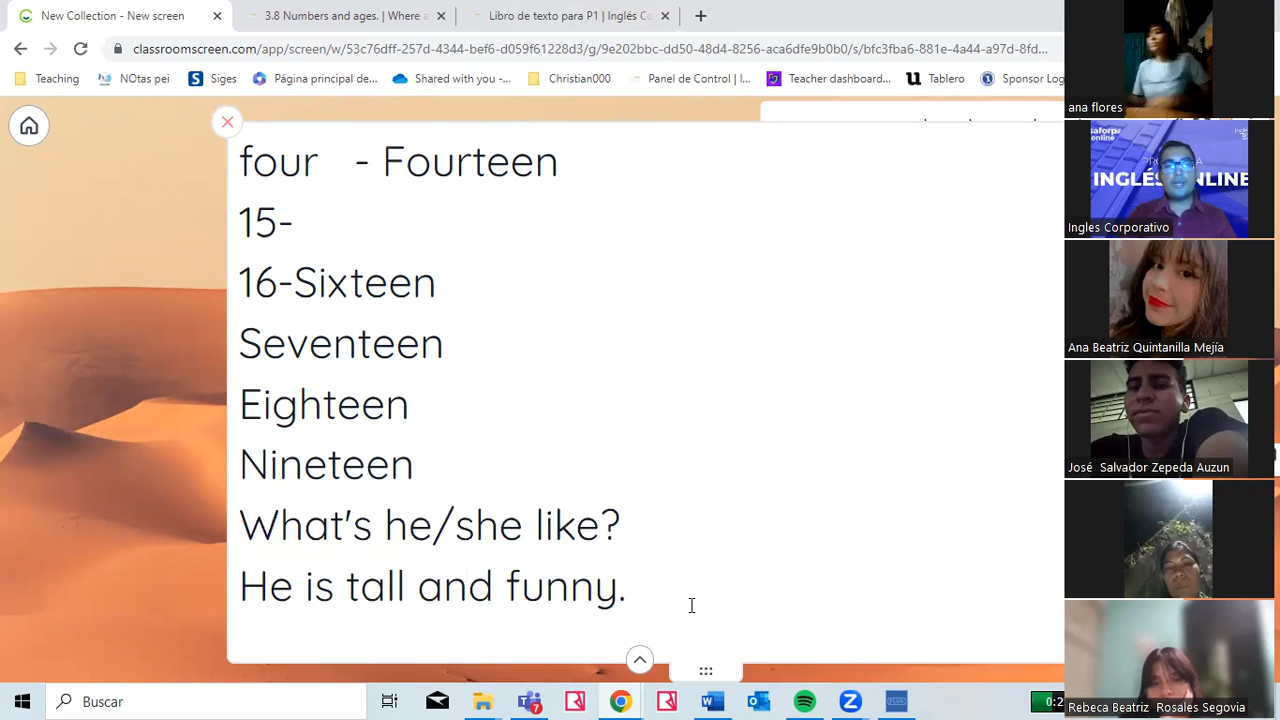 New Collection - New screen
3.8 Numbers and ages. | Where a
Libro de texto para P1 | Inglés Co
classroomscreen.com/app/screen/w/53c76dff-257d-4344-bef6-d059f61228d3/g/9e202bbc-dd50-48d4-8256-aca6dfe9b0b0/s/bfc31ba6-881e-4a44-a97d-8fd...
Teaching
NOtas pei
Siges
Página principal de...
Shared with you -...
Christian000
Panel de Control | I...
Teacher dashboard...
Tablero
Sponsor Log
four - Fourteen
15-
16-Sixteen
Seventeen
Eighteen
Nineteen
What's he/she like?
He is tall and funny.
ana flores
INGLÉS ONLINE
Ingles Corporativo
Ana Beatriz Quintanilla Mejía
José Salvador Zepeda Auzun
Rebeca Beatriz Rosales Segovia
Buscar